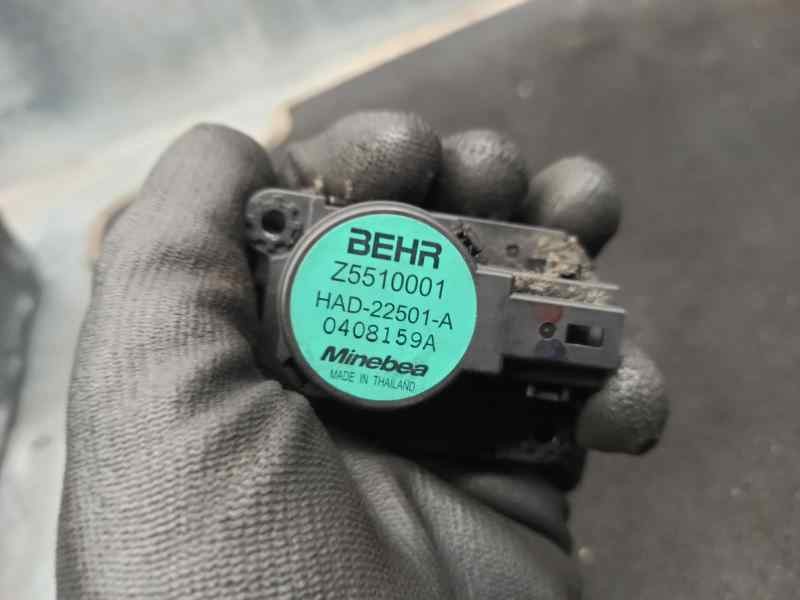 BEHR
Z5510001
HAD-22501-A
0408159A
Minebea
MADE IN THAILAND